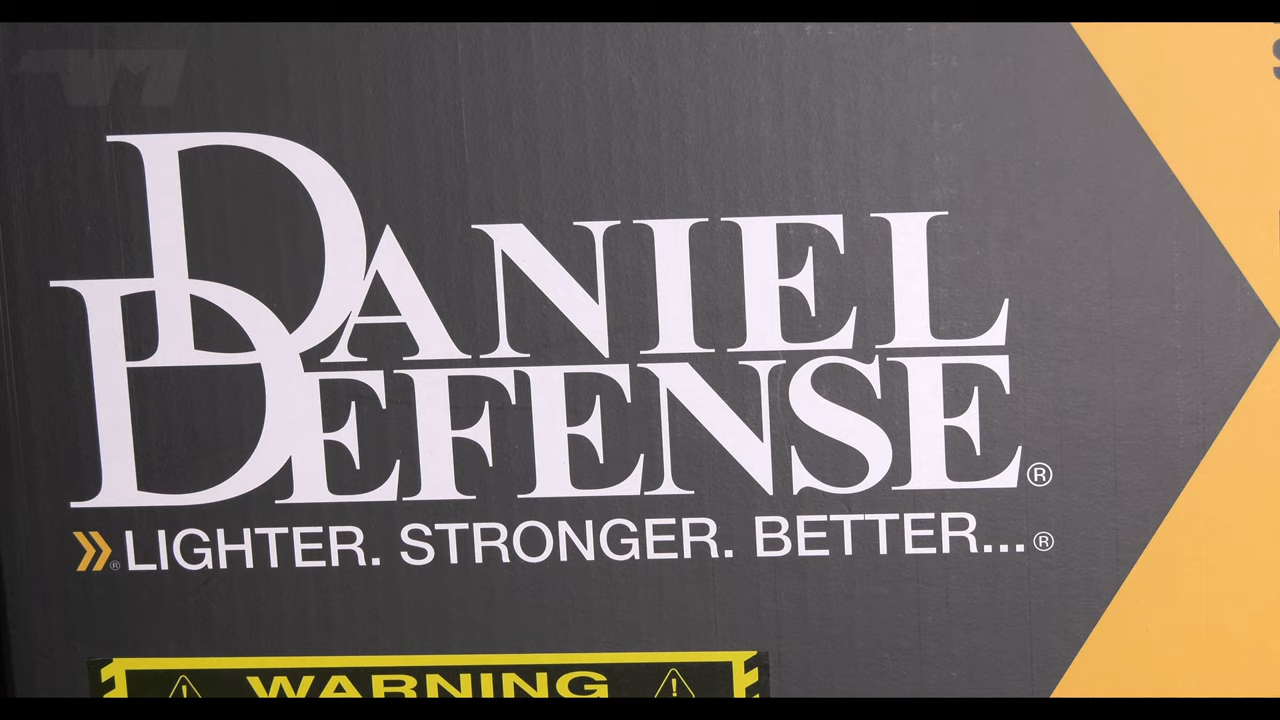 DANIEL
DEFENSE®
®LIGHTER. STRONGER. BETTER...®
WARNING